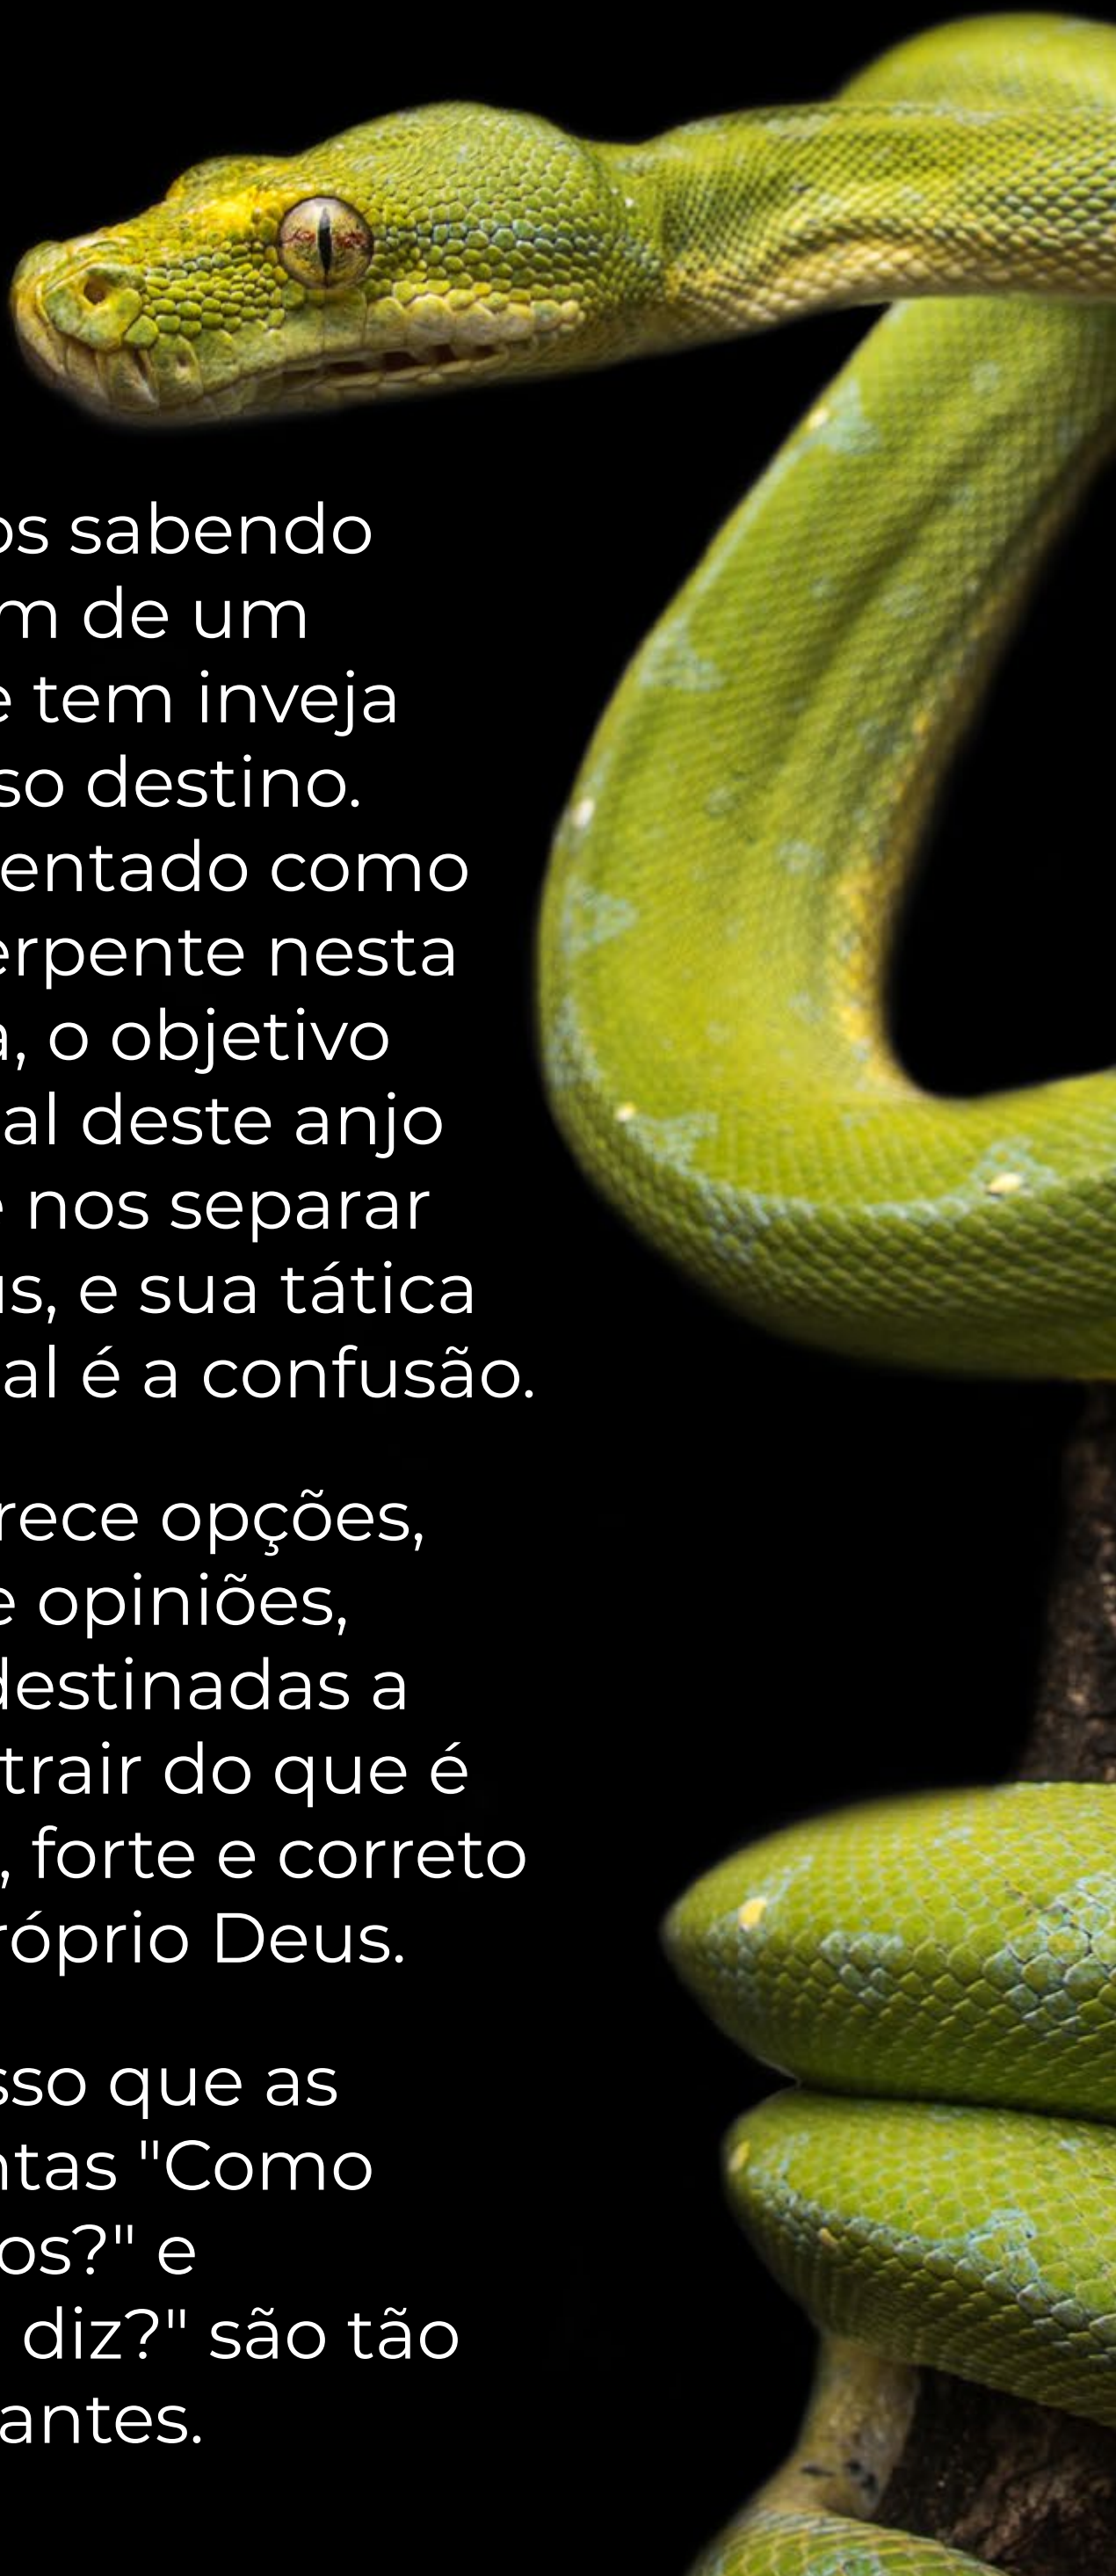 os sabendo
m de um
e tem inveja
so destino.
entado como
erpente nesta
a, o objetivo
al deste anjo
e nos separar
us, e sua tática
al é a confusão.
rece opções,
e opiniões,
destinadas a
trair do que é
, forte e correto
róprio Deus.
sso que as
ntas "Como
os?" e
diz?" são tão
antes.